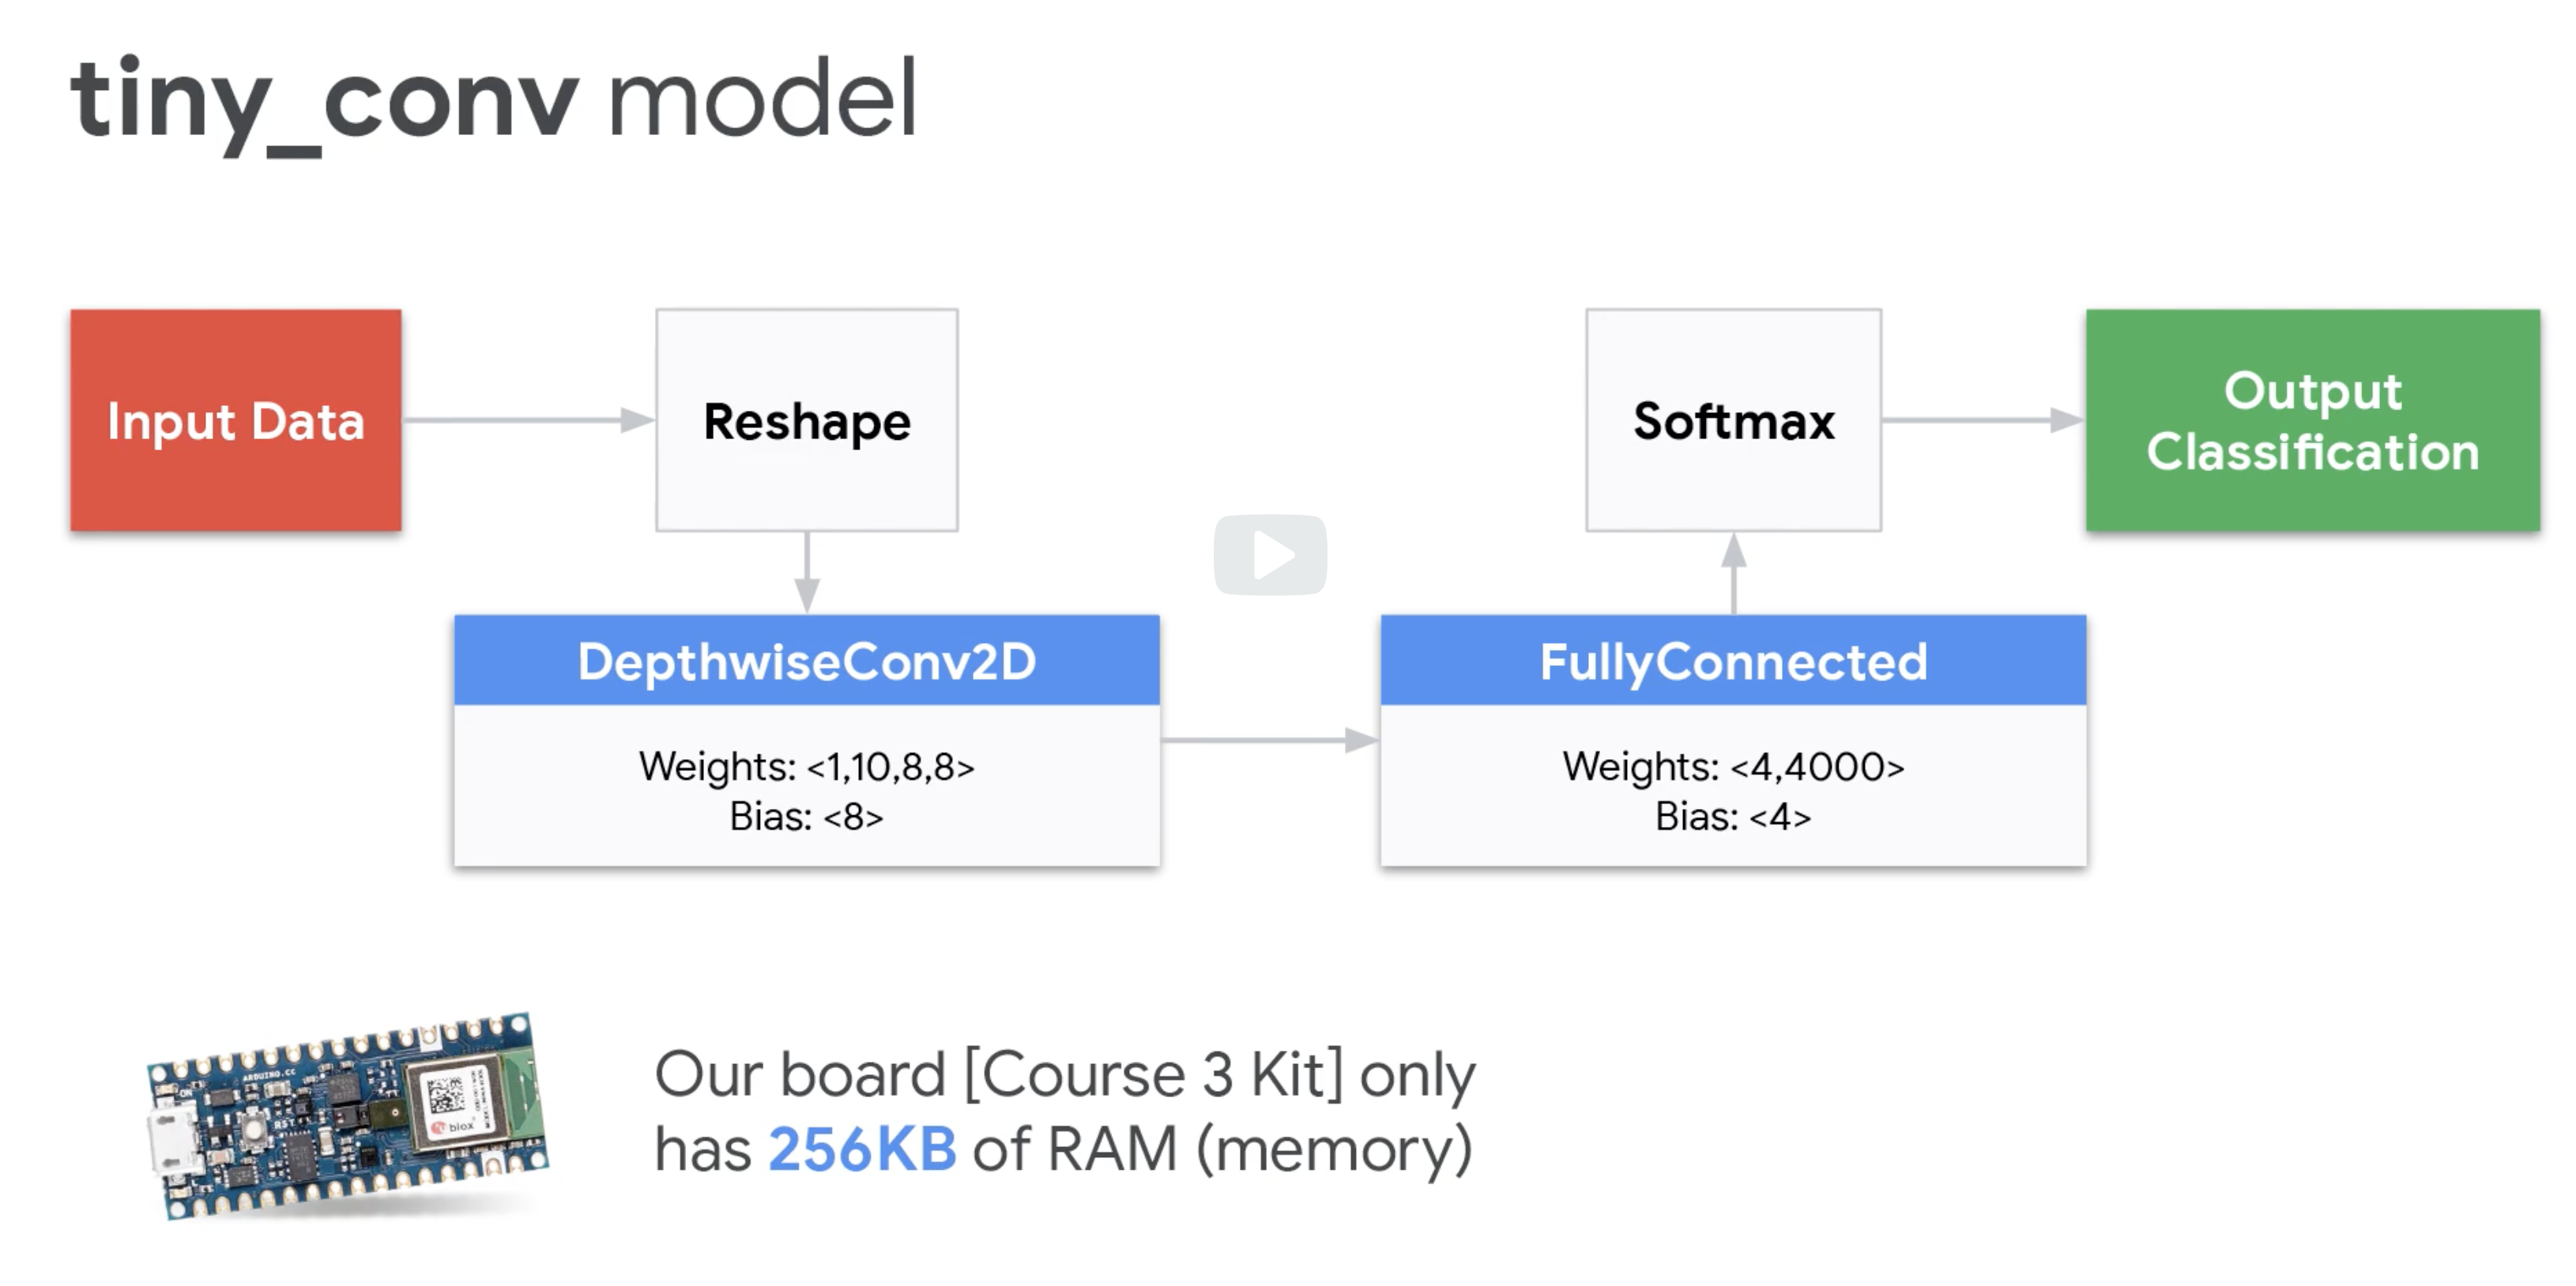 tiny_conv model
Input Data
Reshape
Softmax
Output
Classification
DepthwiseConv2D
Weights: <1,10,8,8>
Bias: <8>
FullyConnected
Weights: <4,4000>
Bias: <4>
ARDUINO.CC
ON
RST
blox
Our board [Course 3 Kit] only
has 256KB of RAM (memory)